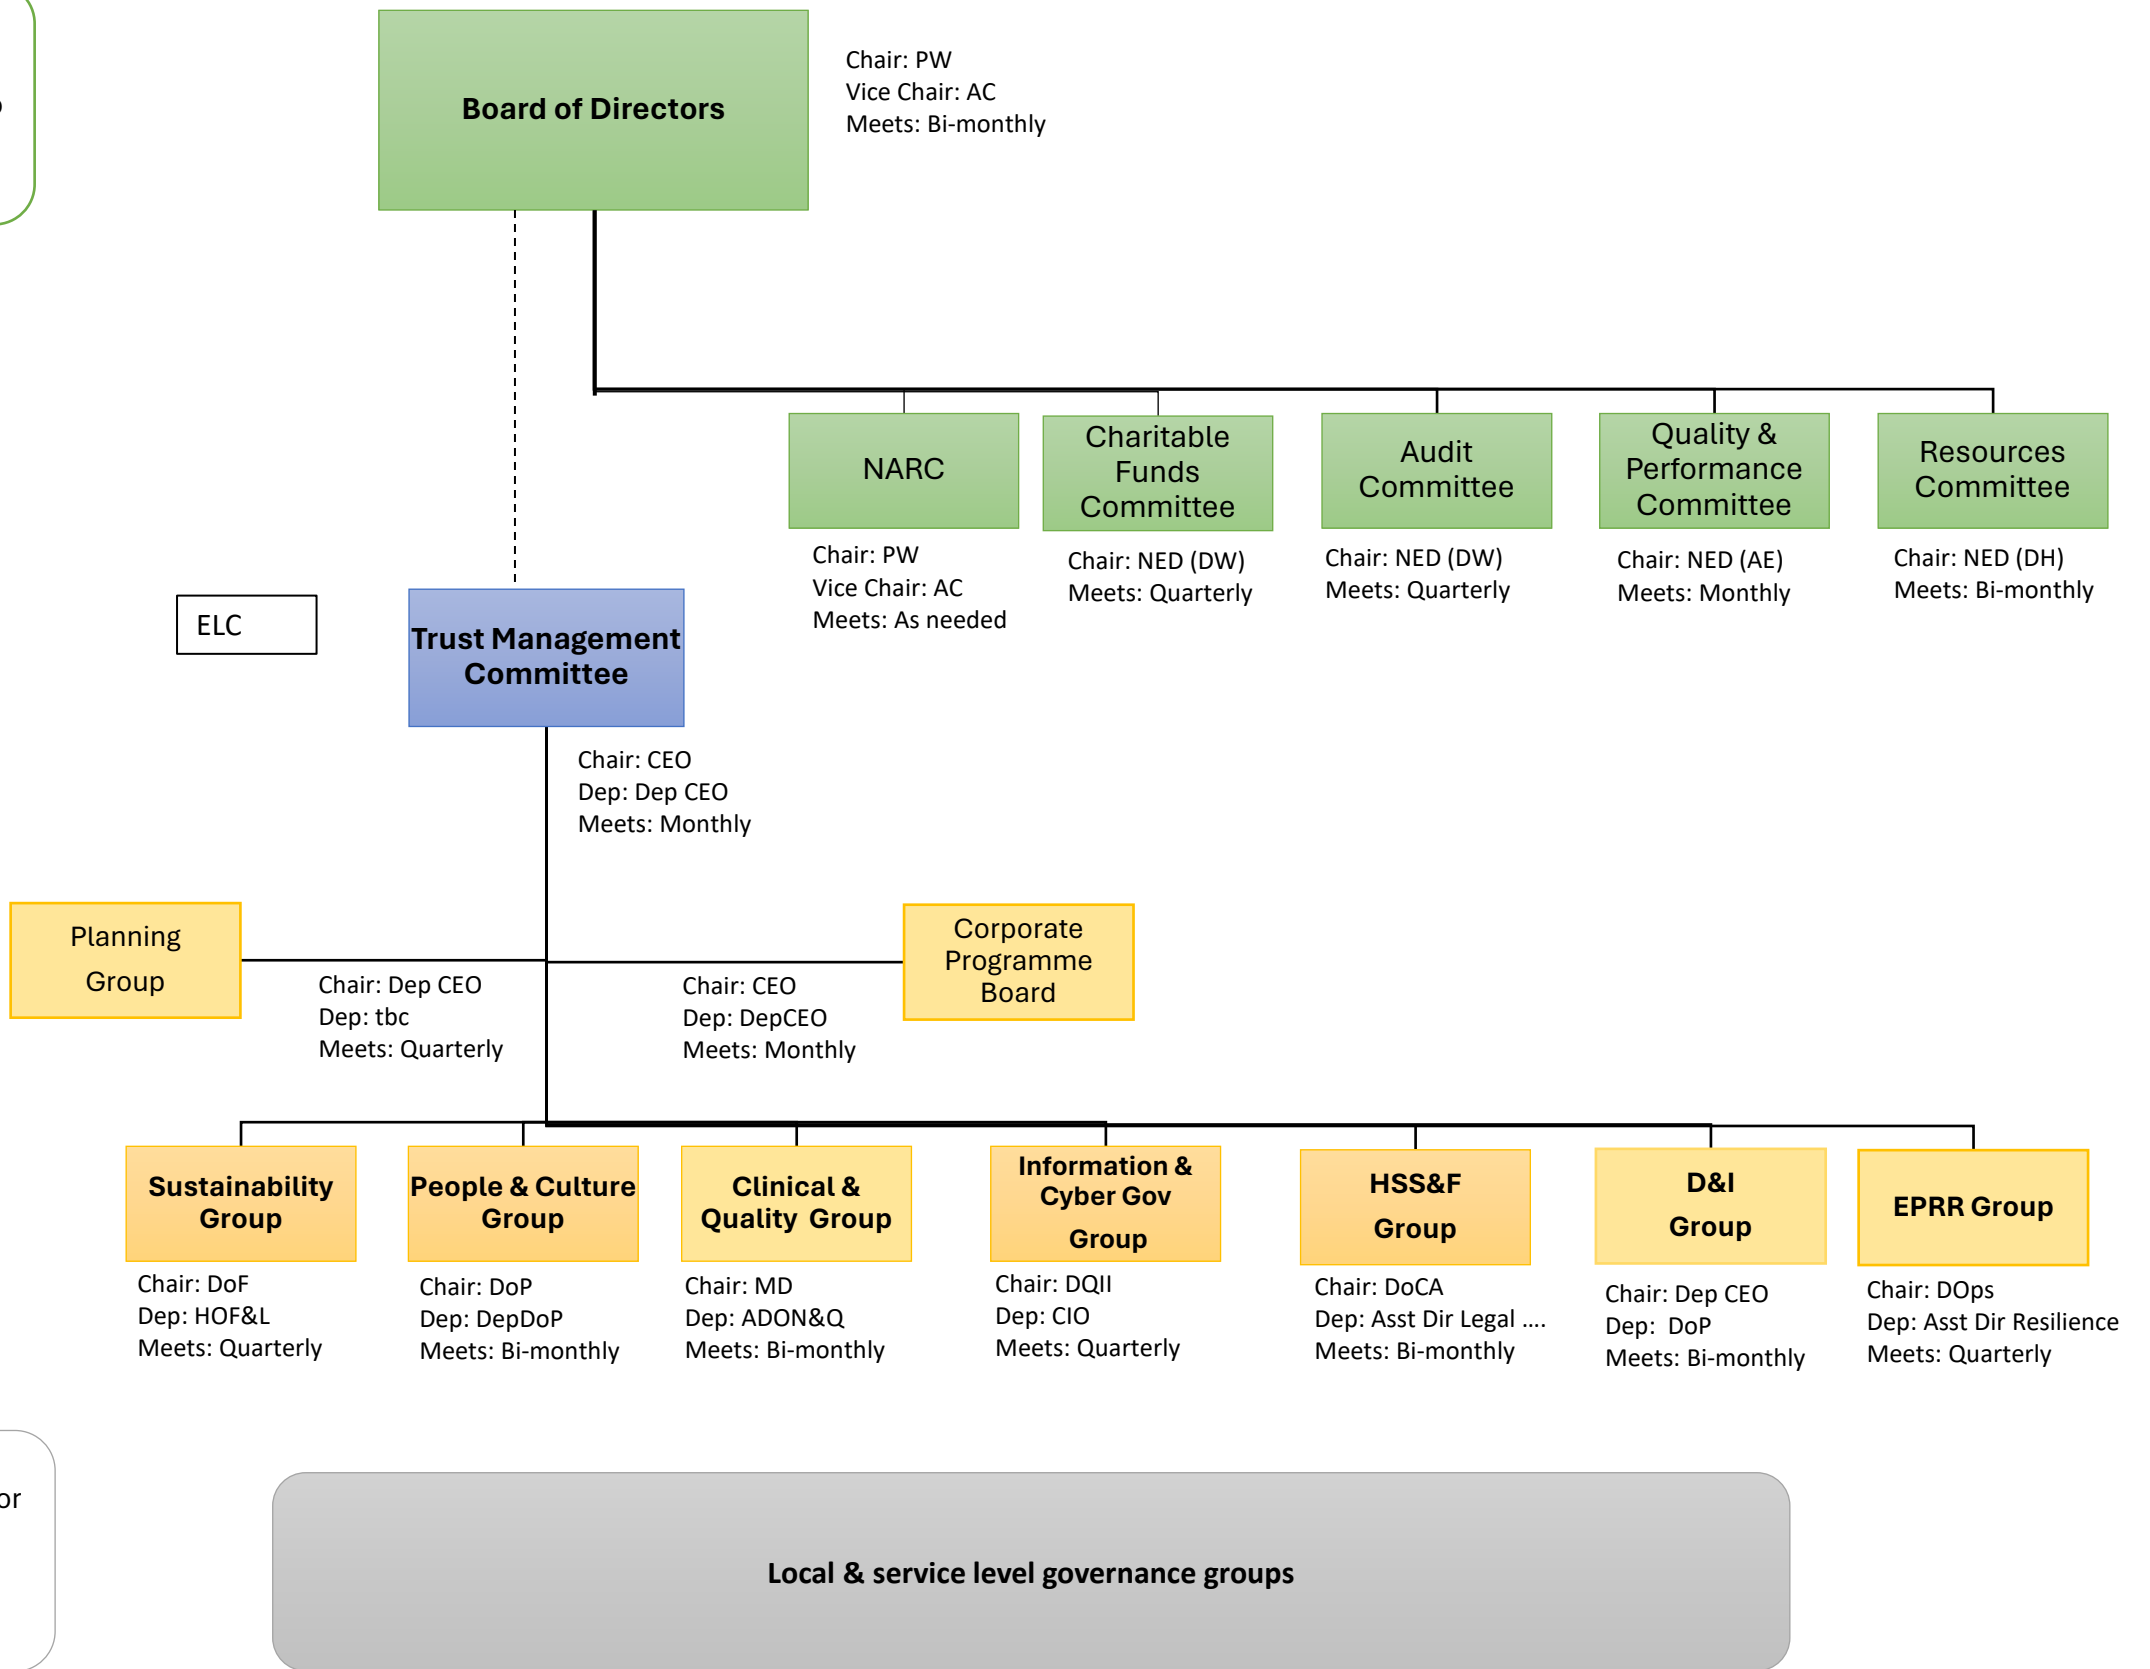 Board of Directors
Chair: PW
Vice Chair: AC
Meets: Bi-monthly
NARC
Chair: PW
Vice Chair: AC
Meets: As needed
Charitable
Funds
Committee
Chair: NED (DW)
Meets: Quarterly
Audit
Committee
Chair: NED (DW)
Meets: Quarterly
Quality &
Performance
Committee
Chair: NED (AE)
Meets: Monthly
Resources
Committee
Chair: NED (DH)
Meets: Bi-monthly
ELC
Trust Management
Committee
Chair: CEO
Dep: Dep CEO
Meets: Monthly
Planning
Group
Chair: Dep CEO
Dep: tbc
Meets: Quarterly
Corporate
Programme
Board
Chair: CEO
Dep: DepCEO
Meets: Monthly
Sustainability
Group
Chair: DoF
Dep: HOF&L
Meets: Quarterly
People & Culture
Group
Chair: DoP
Dep: DepDoP
Meets: Bi-monthly
Clinical &
Quality Group
Chair: MD
Dep: ADON&Q
Meets: Bi-monthly
Information &
Cyber Gov
Group
Chair: DQII
Dep: CIO
Meets: Quarterly
HSS&F
Group
Chair: DoCA
Dep: Asst Dir Legal ....
Meets: Bi-monthly
D&I
Group
Chair: Dep CEO
Dep: DoP
Meets: Bi-monthly
EPRR Group
Chair: DOps
Dep: Asst Dir Resilience
Meets: Quarterly
or
Local & service level governance groups